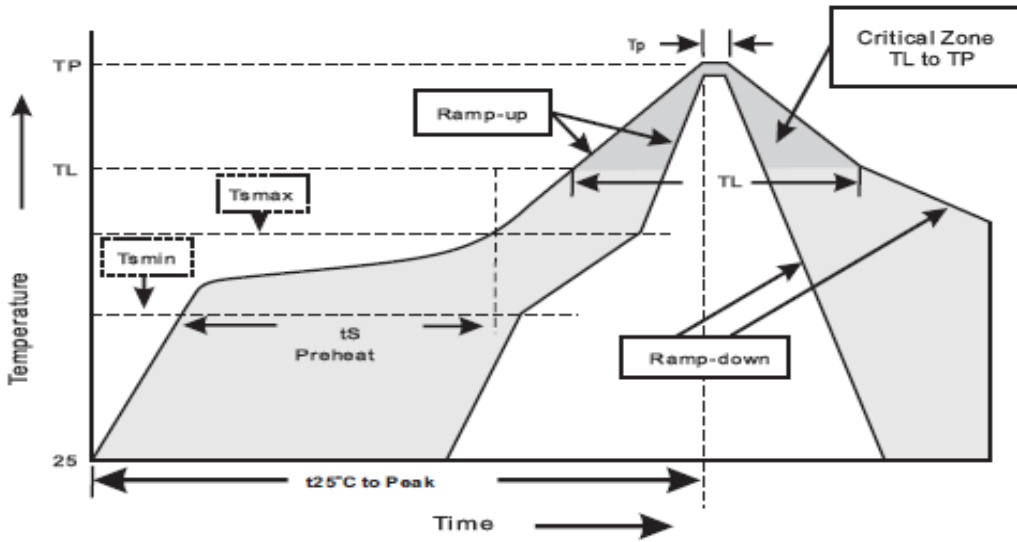 Tp
Critical Zone
TL to TP
TP
Ramp-up
TL
TL
Tsmax
Tsmin
tS
Preheat
Ramp-down
Temperature
25
t25°C to Peak
Time